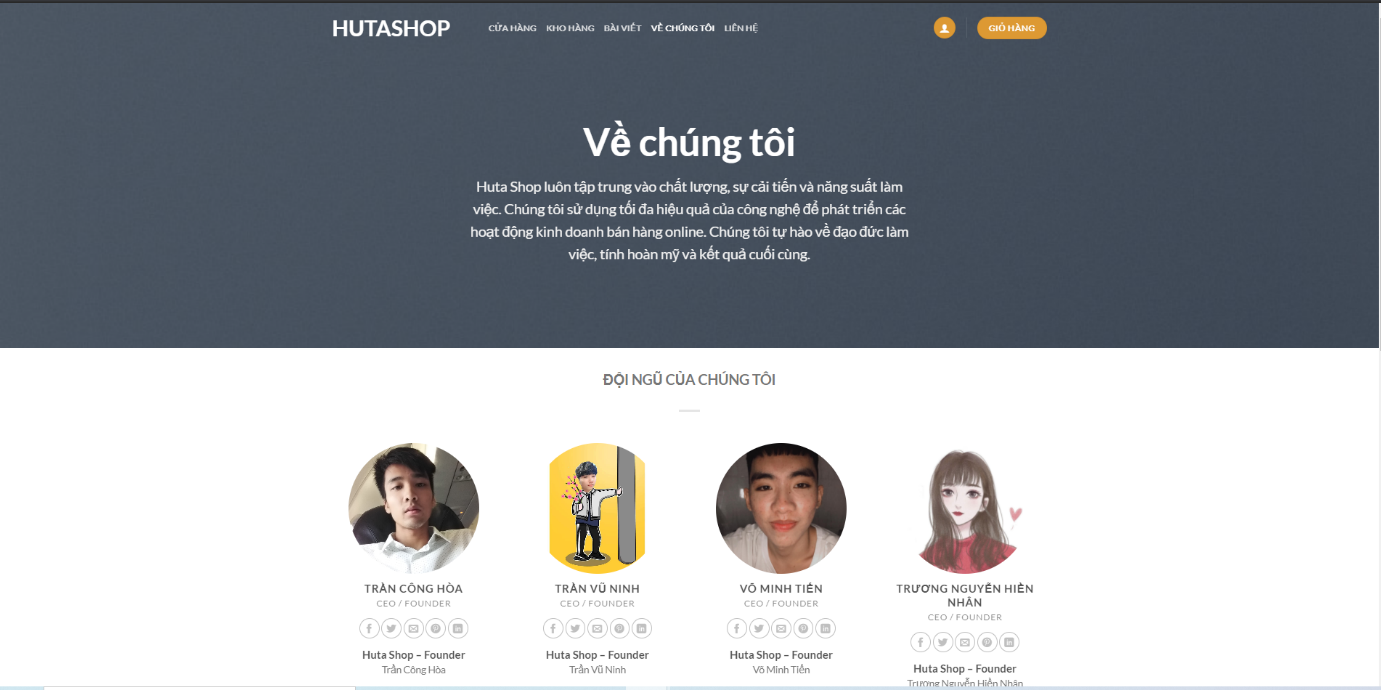 HUTASHOP
CỬA HÀNG KHO HÀNG BÀI VIẾT VỀ CHÚNG TÔI LIÊN HỆ
GIỎ HÀNG
Về chúng tôi
Huta Shop luôn tập trung vào chất lượng, sự cải tiến và năng suất làm
việc. Chúng tôi sử dụng tối đa hiệu quả của công nghệ để phát triển các
hoạt động kinh doanh bán hàng online. Chúng tôi tự hào về đạo đức làm
việc, tính hoàn mỹ và kết quả cuối cùng.
ĐỘI NGŨ CỦA CHÚNG TÔI
TRẦN CÔNG HÒA
CEO / FOUNDER
Huta Shop – Founder
Trần Công Hòa
TRẦN VŨ NINH
CEO / FOUNDER
Huta Shop – Founder
Trần Vũ Ninh
VÕ MINH TIẾN
CEO / FOUNDER
Huta Shop – Founder
Võ Minh Tiến
TRƯƠNG NGUYỄN HIỀN
NHÂN
CEO / FOUNDER
Huta Shop – Founder
Trương Nguyễn Hiền Nhân